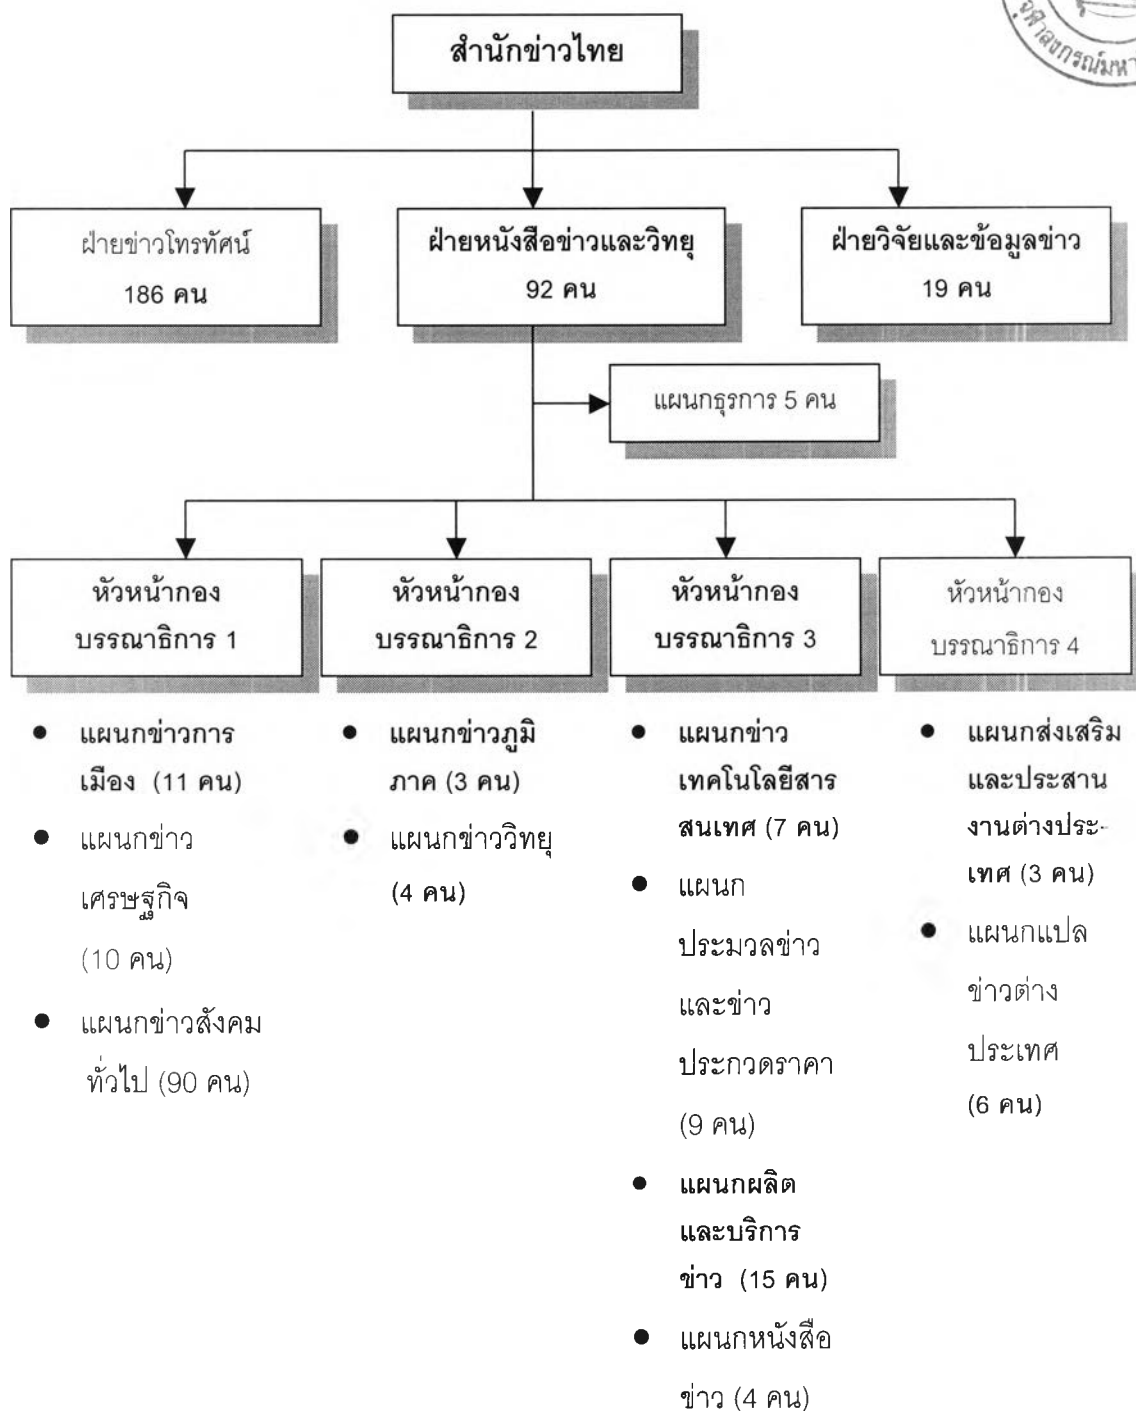 จุฬาลงกรณ์มหา
สำนักข่าวไทย
ฝ่ายข่าวโทรทัศน์
186 คน
ฝ่ายหนังสือข่าวและวิทยุ
92 คน
ฝ่ายวิจัยและข้อมูลข่าว
19 คน
แผนกธุรการ 5 คน
หัวหน้ากอง
บรรณาธิการ 1
หัวหน้ากอง
บรรณาธิการ 2
หัวหน้ากอง
บรรณาธิการ 3
หัวหน้ากอง
บรรณาธิการ 4
● แผนกข่าวการ
เมือง (11 คน)
● แผนกข่าว
เศรษฐกิจ
(10 คน)
● แผนกข่าวสังคม
ทั่วไป (90 คน)
● แผนกข่าวภูมิ
ภาค (3 คน)
● แผนกข่าววิทยุ
(4 คน)
● แผนกข่าว
เทคโนโลยีสาร
สนเทศ (7 คน)
● แผนก
ประมวลข่าว
และข่าว
ประกวดราคา
(9 คน)
● แผนกผลิต
และบริการ
ข่าว (15 คน)
● แผนกหนังสือ
ข่าว (4 คน)
● แผนกส่งเสริม
และประสาน
งานต่างประ-
เทศ (3 คน)
● แผนกแปล
ข่าวต่าง
ประเทศ
(6 คน)